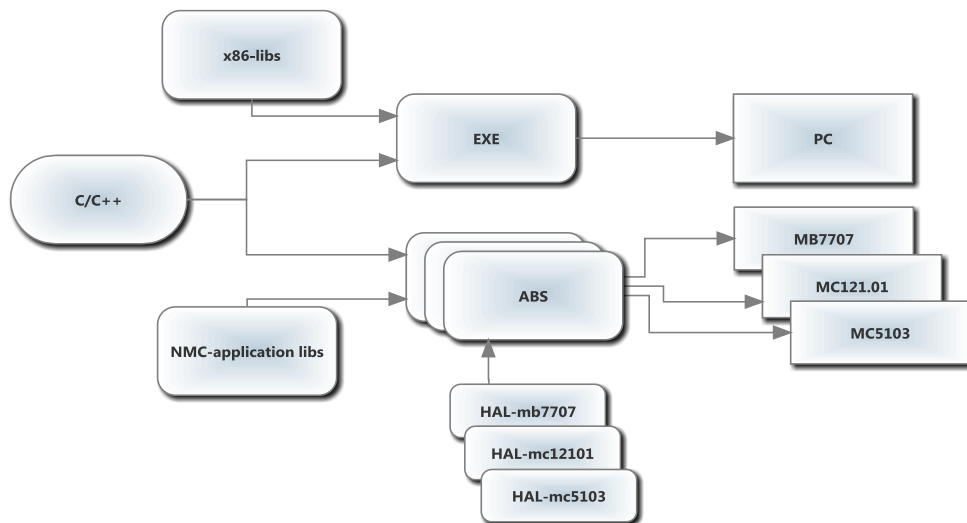 x86-libs
EXE
PC
C/C++
MB7707
MC121.01
ABS
MC5103
NMC-application libs
HAL-mb7707
HAL-mc12101
HAL-mc5103